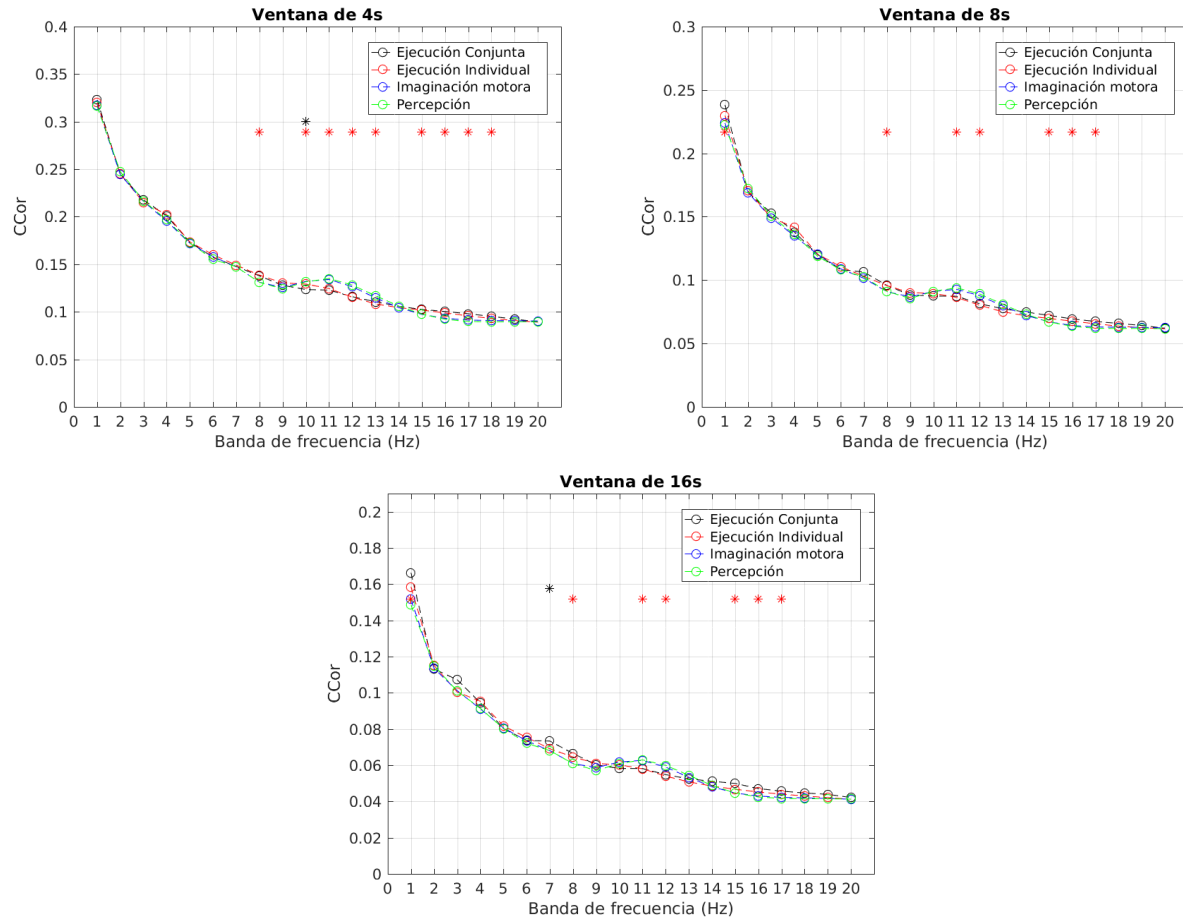 Ventana de 4s
0.4
0.35
0.3
0.25
0.2
0.15
0.1
0.05
0
CCor
Ejecución Conjunta
Ejecución Individual
Imaginación motora
Percepción
0 1 2 3 4 5 6 7 8 9 10 11 12 13 14 15 16 17 18 19 20
Banda de frecuencia (Hz)
Ventana de 8s
0.3
0.25
0.2
0.15
0.1
0.05
0
CCor
Ejecución Conjunta
Ejecución Individual
Imaginación motora
Percepción
0 1 2 3 4 5 6 7 8 9 10 11 12 13 14 15 16 17 18 19 20
Banda de frecuencia (Hz)
Ventana de 16s
0.2
0.18
0.16
0.14
0.12
0.1
0.08
0.06
0.04
0.02
0
CCor
Ejecución Conjunta
Ejecución Individual
Imaginación motora
Percepción
0 1 2 3 4 5 6 7 8 9 10 11 12 13 14 15 16 17 18 19 20
Banda de frecuencia (Hz)